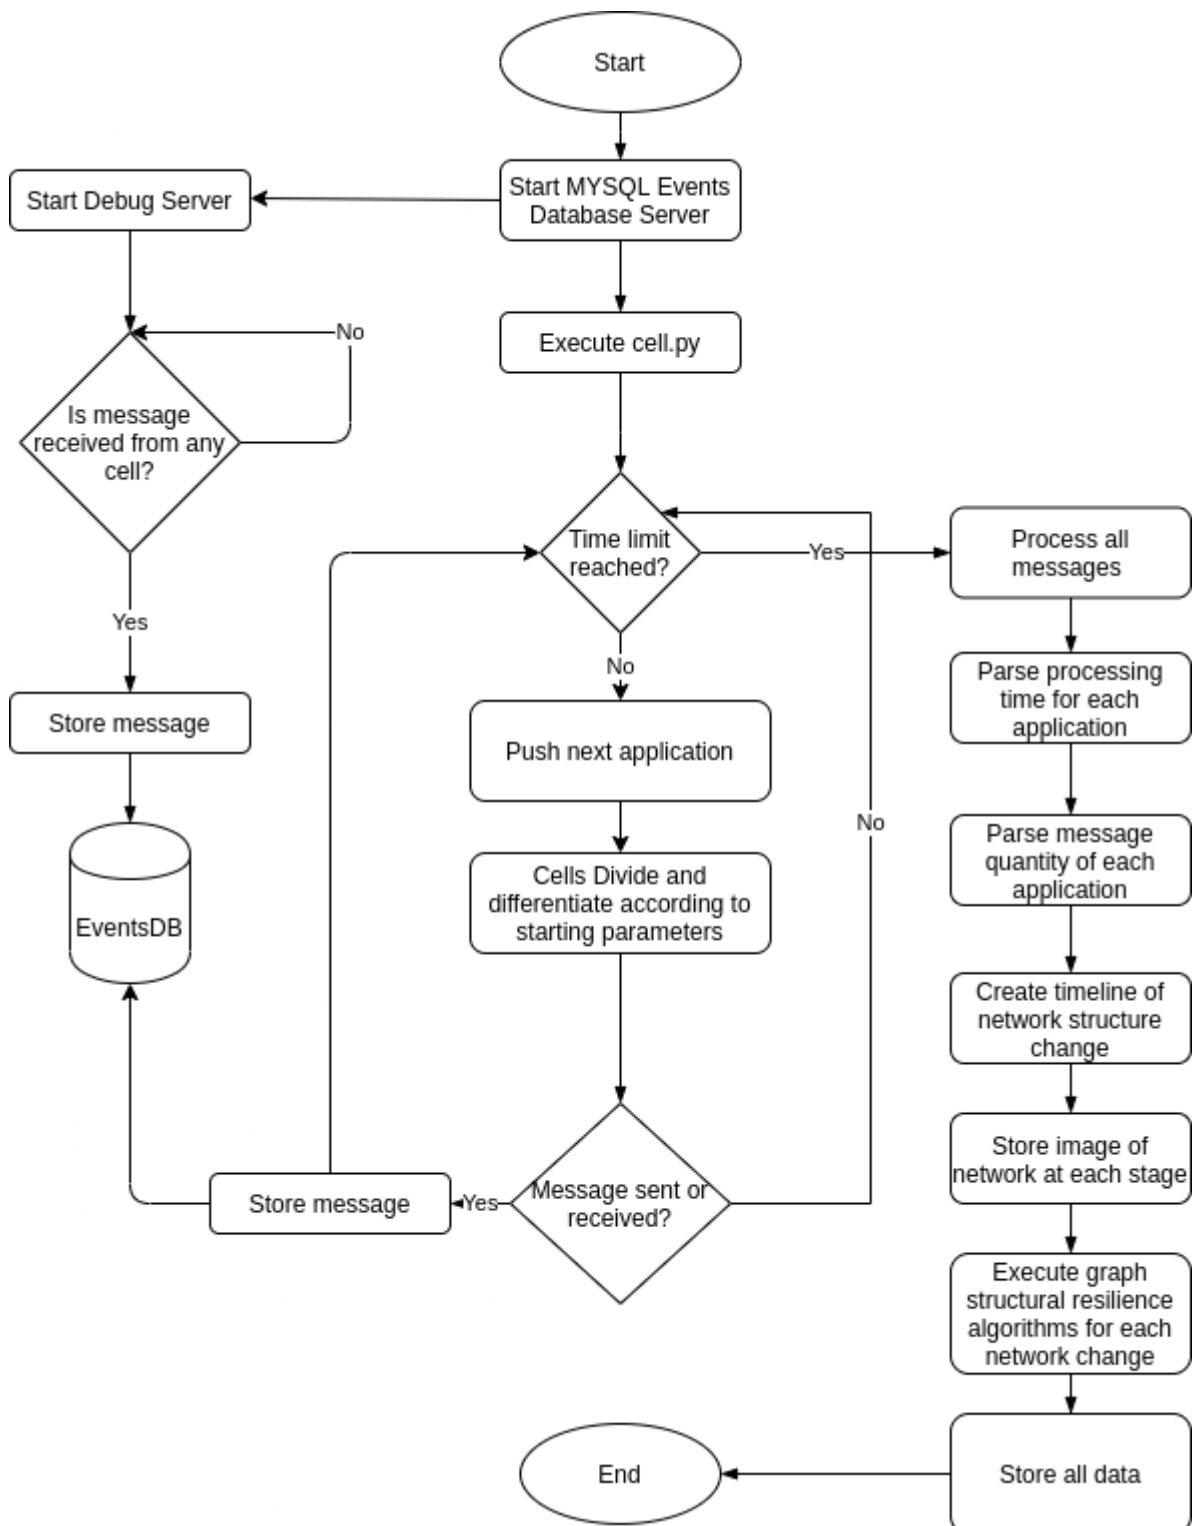 Start
Start MYSQL Events
Database Server
Start Debug Server
Execute cell.py
No
Is message
received from any
cell?
Time limit
reached?
Yes
Process all
messages
Yes
No
Parse processing
time for each
application
Store message
Push next application
No
Parse message
quantity of each
application
EventsDB
Cells Divide and
differentiate according to
starting parameters
Create timeline of
network structure
change
Store image of
network at each stage
Store message
Yes
Message sent or
received?
Execute graph
structural resilience
algorithms for each
network change
End
Store all data